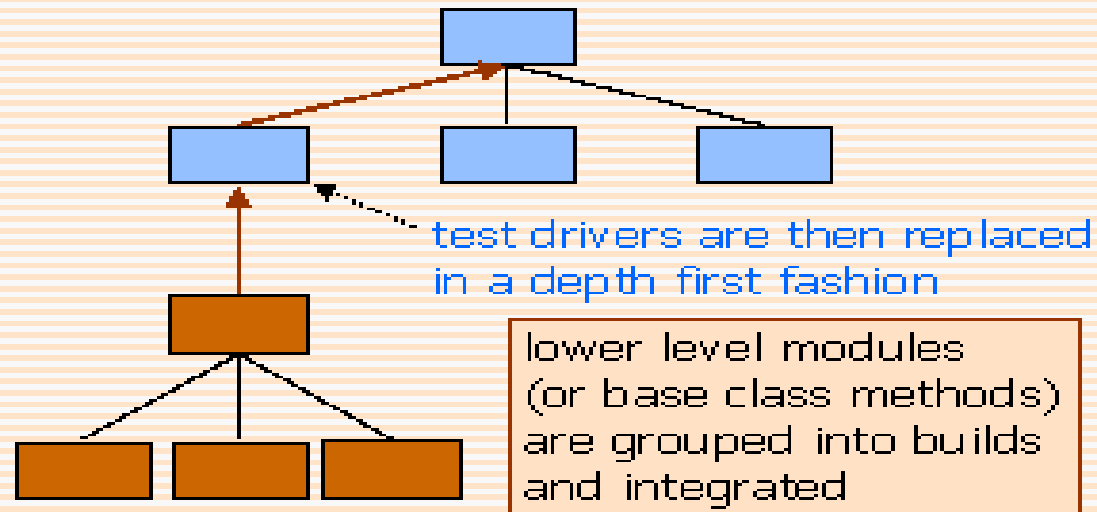 test drivers are then replaced
in a depth first fashion
lower level modules
(or base class methods)
are grouped into builds
and integrated